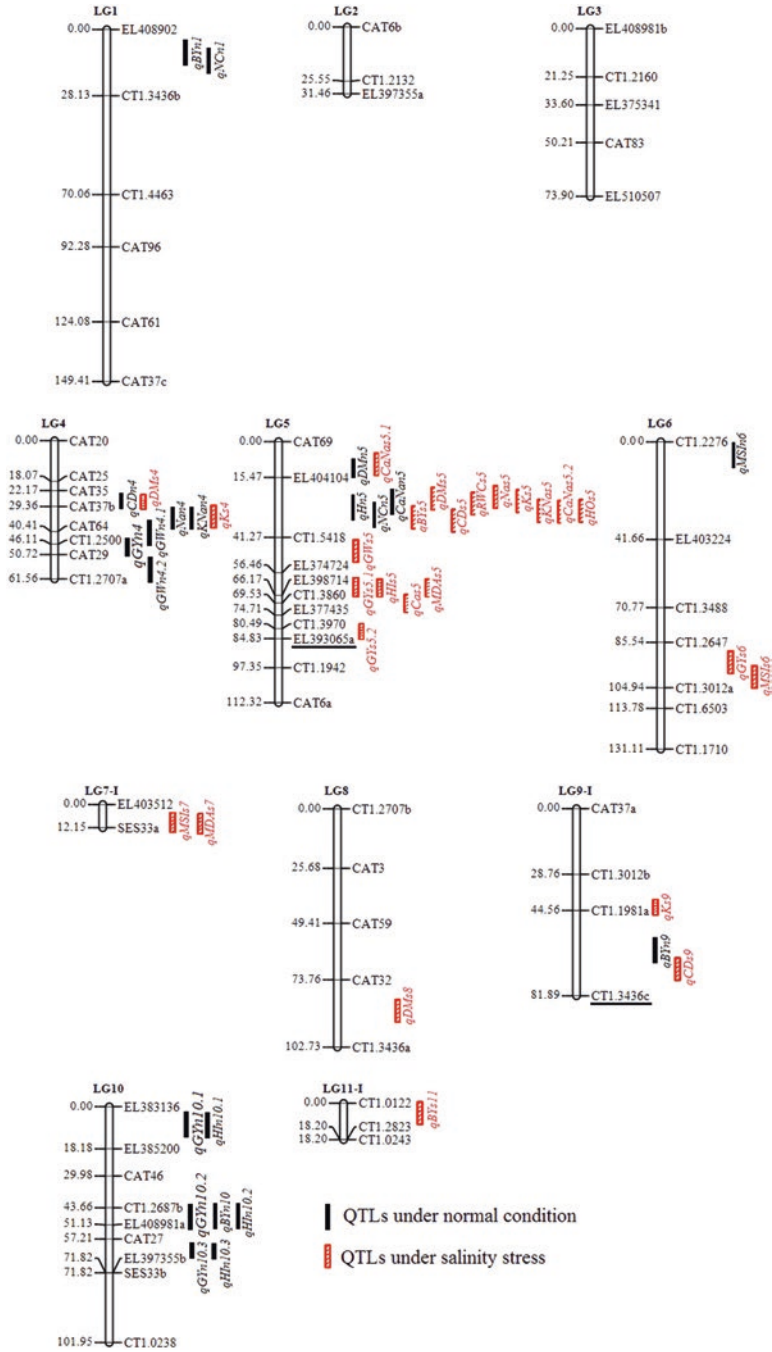 LG1
0.00 EL408902
28.13 CT1.3436b
70.06 CT1.4463
92.28 CAT96
124.08 CAT61
149.41 CAT37c
qBYn1
qNCn1
LG2
0.00 CAT6b
25.55 CT1.2132
31.46 EL397355a
LG3
0.00 EL408981b
21.25 CT1.2160
33.60 EL375341
50.21 CAT83
73.90 EL510507
LG4
0.00 CAT20
18.07 CAT25
22.17 CAT35
29.36 CAT37b
40.41 CAT64
46.11 CT1.2500
50.72 CAT29
61.56 CT1.2707a
qCDn4
qDMs4
qGYn4
qGWn4.1
qNan4
qKNan4
qKs4
qGWn4.2
LG5
0.00 CAT69
15.47 EL404104
41.27 CT1.5418
56.46 EL374724
66.17 EL398714
69.53 CT1.3860
74.71 EL377435
80.49 CT1.3970
84.83 EL393065a
97.35 CT1.1942
112.32 CAT6a
qDMn5
qCaNas5.1
qHn5
qNCn5
qCaNan5
qBYs5
qDMs5
qCDs5
qRWCs5
qNas5
qKs5
qKNas5
qCaNas5.2
qHOs5
qGWs5
qGYs5.1
qHIs5
qCas5
qMDAs5
qGYs5.2
LG6
0.00 CT1.2276
41.66 EL403224
70.77 CT1.3488
85.54 CT1.2647
104.94 CT1.3012a
113.78 CT1.6503
131.11 CT1.1710
qMSIn6
qGYs6
qMSIs6
LG7-I
0.00 EL403512
12.15 SES33a
qMSIs7
qMDAs7
LG8
0.00 CT1.2707b
25.68 CAT3
49.41 CAT59
73.76 CAT32
102.73 CT1.3436a
qDMs8
LG9-I
0.00 CAT37a
28.76 CT1.3012b
44.56 CT1.1981a
81.89 CT1.3436c
qKs9
qBYn9
qCDs9
LG10
0.00 EL383136
18.18 EL385200
29.98 CAT46
43.66 CT1.2687b
51.13 EL408981a
57.21 CAT27
71.82 EL397355b
71.82 SES33b
101.95 CT1.0238
qGYn10.1
qHIn10.1
qGYn10.2
qBYn10
qHIn10.2
qGYn10.3
qHIn10.3
LG11-I
0.00 CT1.0122
18.20 CT1.2823
18.20 CT1.0243
qBYs11
QTLs under normal condition
QTLs under salinity stress